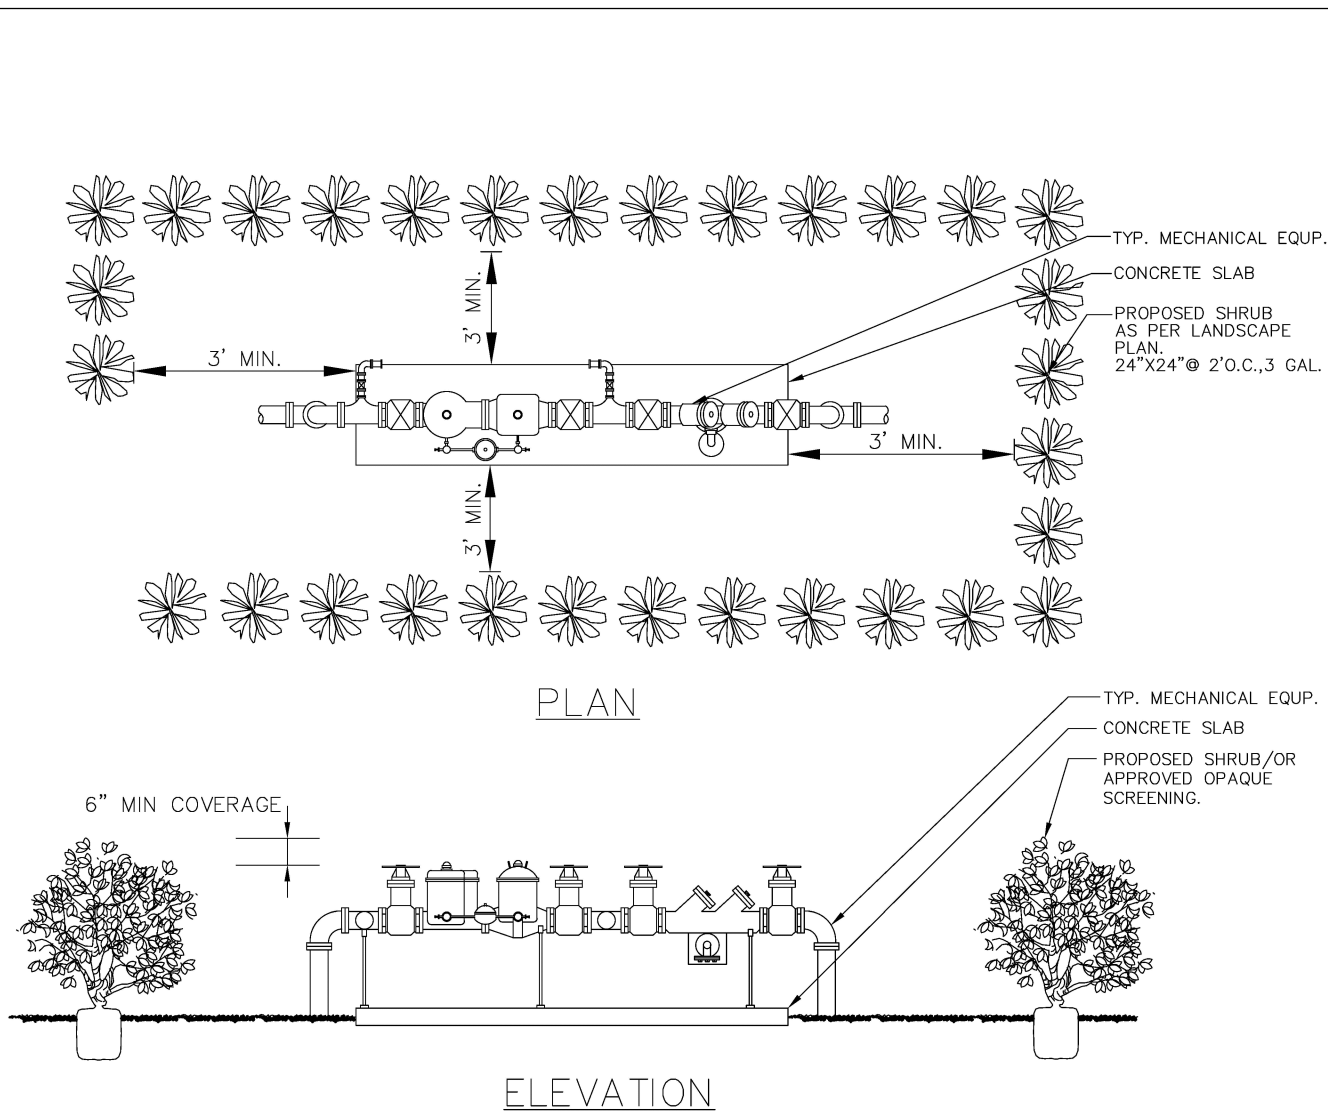 TYP. MECHANICAL EQUP.
CONCRETE SLAB
PROPOSED SHRUB
AS PER LANDSCAPE
PLAN.
24"X24"@ 2'O.C.,3 GAL.
3' MIN.
3' MIN.
3' MIN.
3' MIN.
PLAN
TYP. MECHANICAL EQUP.
CONCRETE SLAB
PROPOSED SHRUB/OR
APPROVED OPAQUE
SCREENING.
6" MIN COVERAGE
ELEVATION